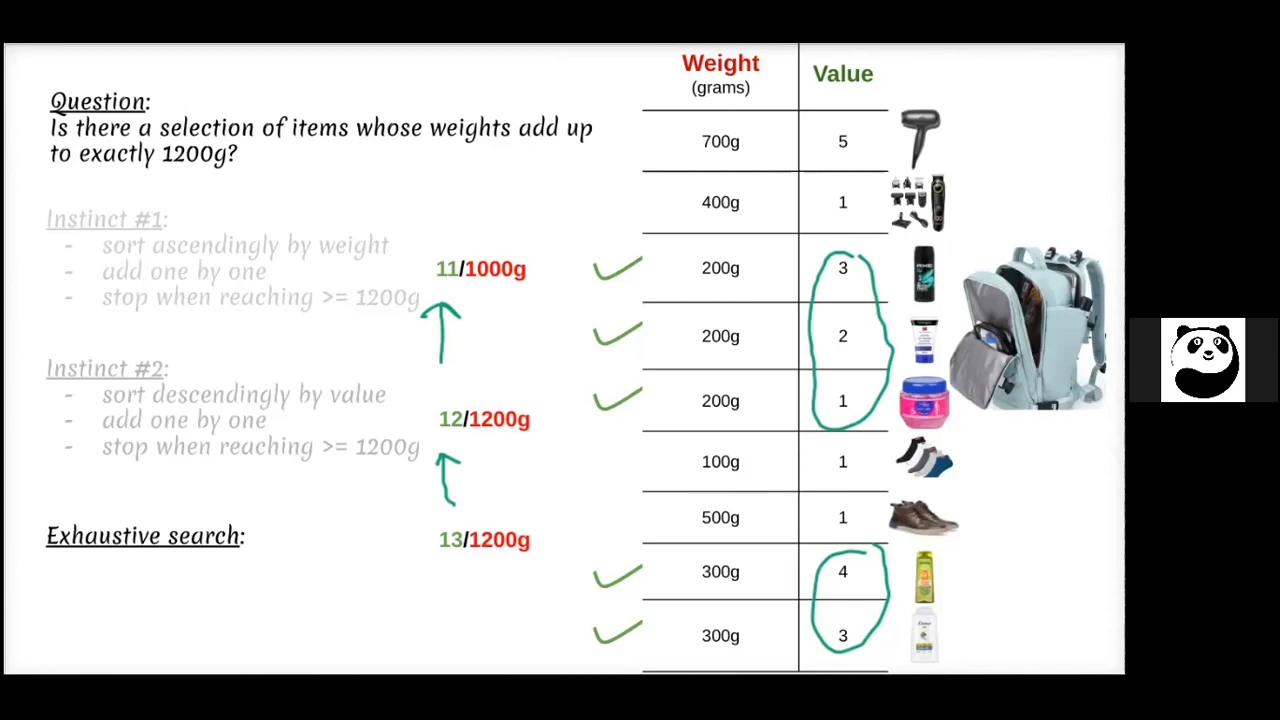 Question:
Is there a selection of items whose weights add up
to exactly 1200g?
Instinct #1:
- sort ascendingly by weight
- add one by one
- stop when reaching >= 1200g
11/1000g
Instinct #2:
- sort descendingly by value
- add one by one
- stop when reaching >= 1200g
12/1200g
Exhaustive search:
13/1200g
Weight Value
(grams)
700g 5
400g 1
200g 3
200g 2
200g 1
100g 1
500g 1
300g 4
300g 3